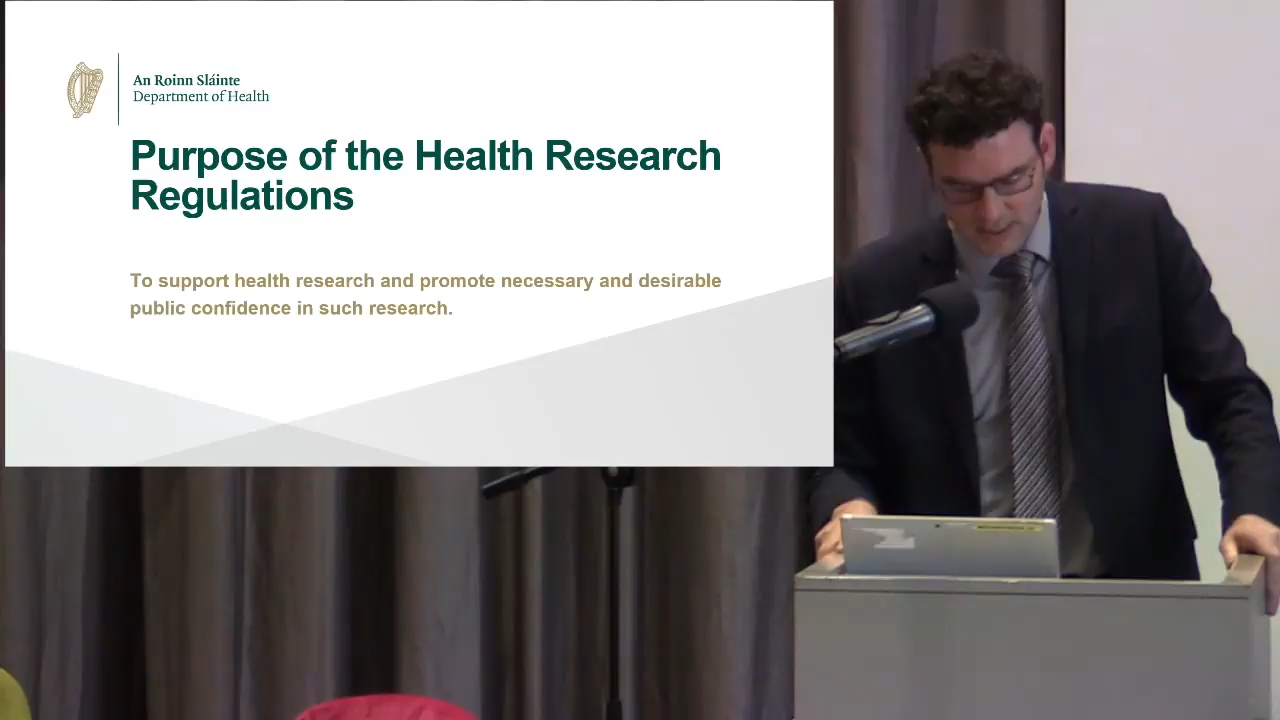 An Roinn Sláinte
Department of Health
Purpose of the Health Research
Regulations
To support health research and promote necessary and desirable
public confidence in such research.